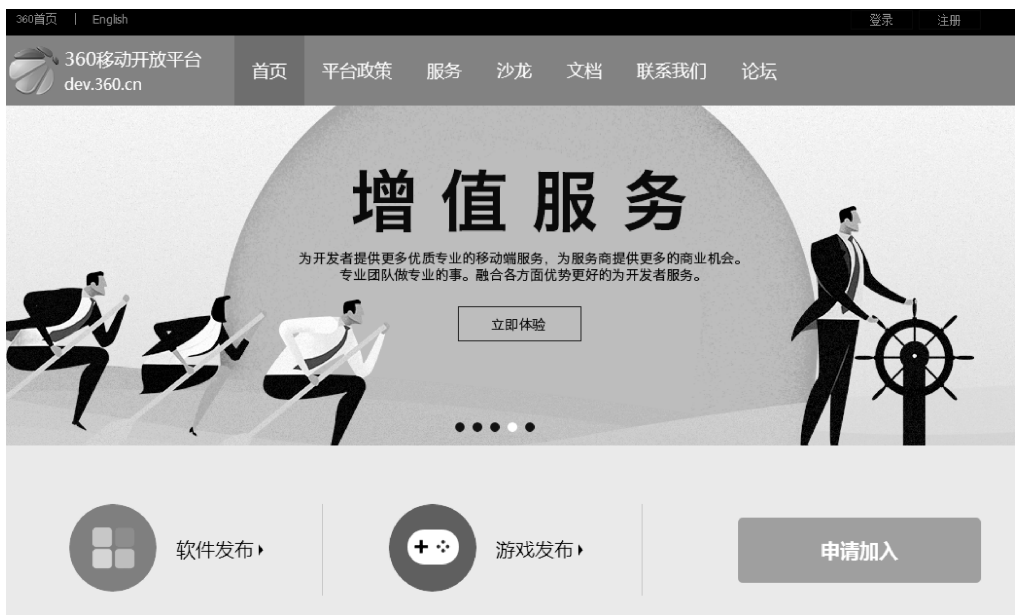 360首页 | English 登录 注册
360移动开放平台
dev.360.cn
首页 平台政策 服务 沙龙 文档 联系我们 论坛
增值服务
为开发者提供更多优质专业的移动端服务，为服务商提供更多的商业机会。
专业团队做专业的事。融合各方面优势更好的为开发者服务。
立即体验
软件发布 游戏发布 申请加入